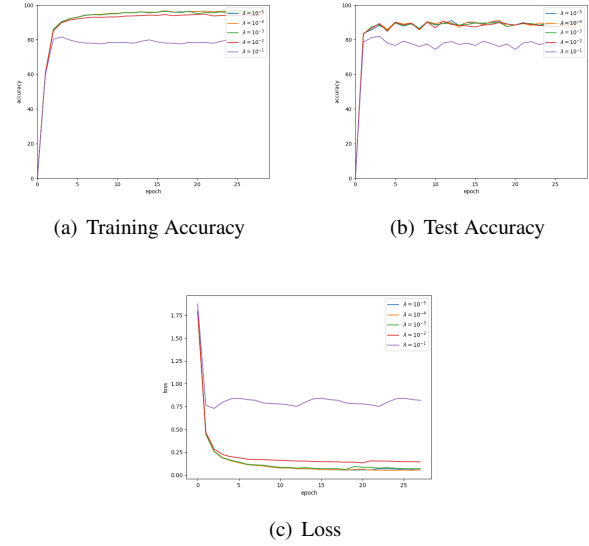 100
80
60
40
20
0
accuracy
0 5 10 15 20 25
epoch
λ = 10⁻⁵
λ = 10⁻⁴
λ = 10⁻³
λ = 10⁻²
λ = 10⁻¹
(a) Training Accuracy
100
80
60
40
20
0
accuracy
0 5 10 15 20 25
epoch
λ = 10⁻⁵
λ = 10⁻⁴
λ = 10⁻³
λ = 10⁻²
λ = 10⁻¹
(b) Test Accuracy
1.75
1.50
1.25
1.00
0.75
0.50
0.25
0.00
loss
0 5 10 15 20 25
epoch
λ = 10⁻⁵
λ = 10⁻⁴
λ = 10⁻³
λ = 10⁻²
λ = 10⁻¹
(c) Loss